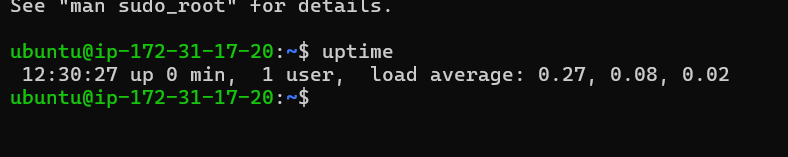 See "man sudo_root" for details.
ubuntu@ip-172-31-17-20:~$ uptime
 12:30:27 up 0 min,  1 user,  load average: 0.27, 0.08, 0.02
ubuntu@ip-172-31-17-20:~$